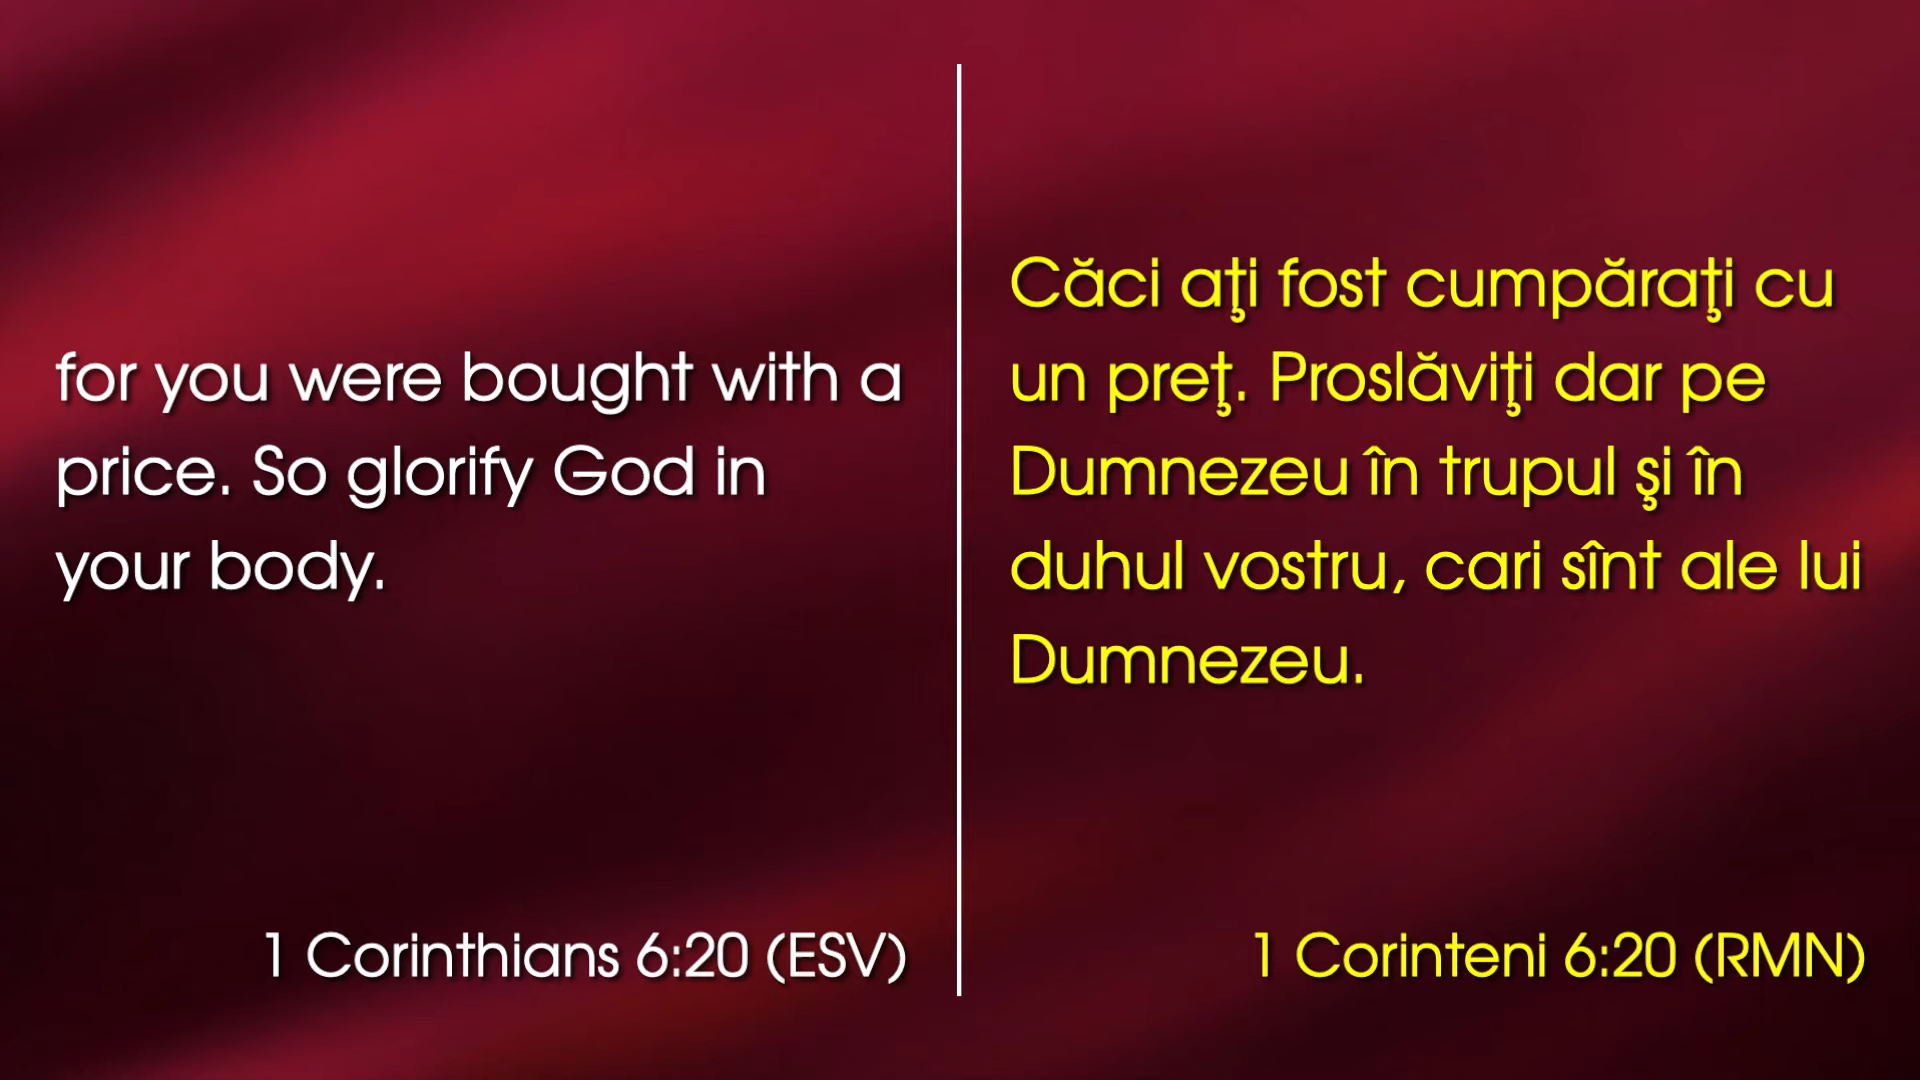 for you were bought with a
price. So glorify God in
your body.
1 Corinthians 6:20 (ESV)
Căci aţi fost cumpăraţi cu
un preţ. Proslăviţi dar pe
Dumnezeu în trupul şi în
duhul vostru, cari sînt ale lui
Dumnezeu.
1 Corinteni 6:20 (RMN)